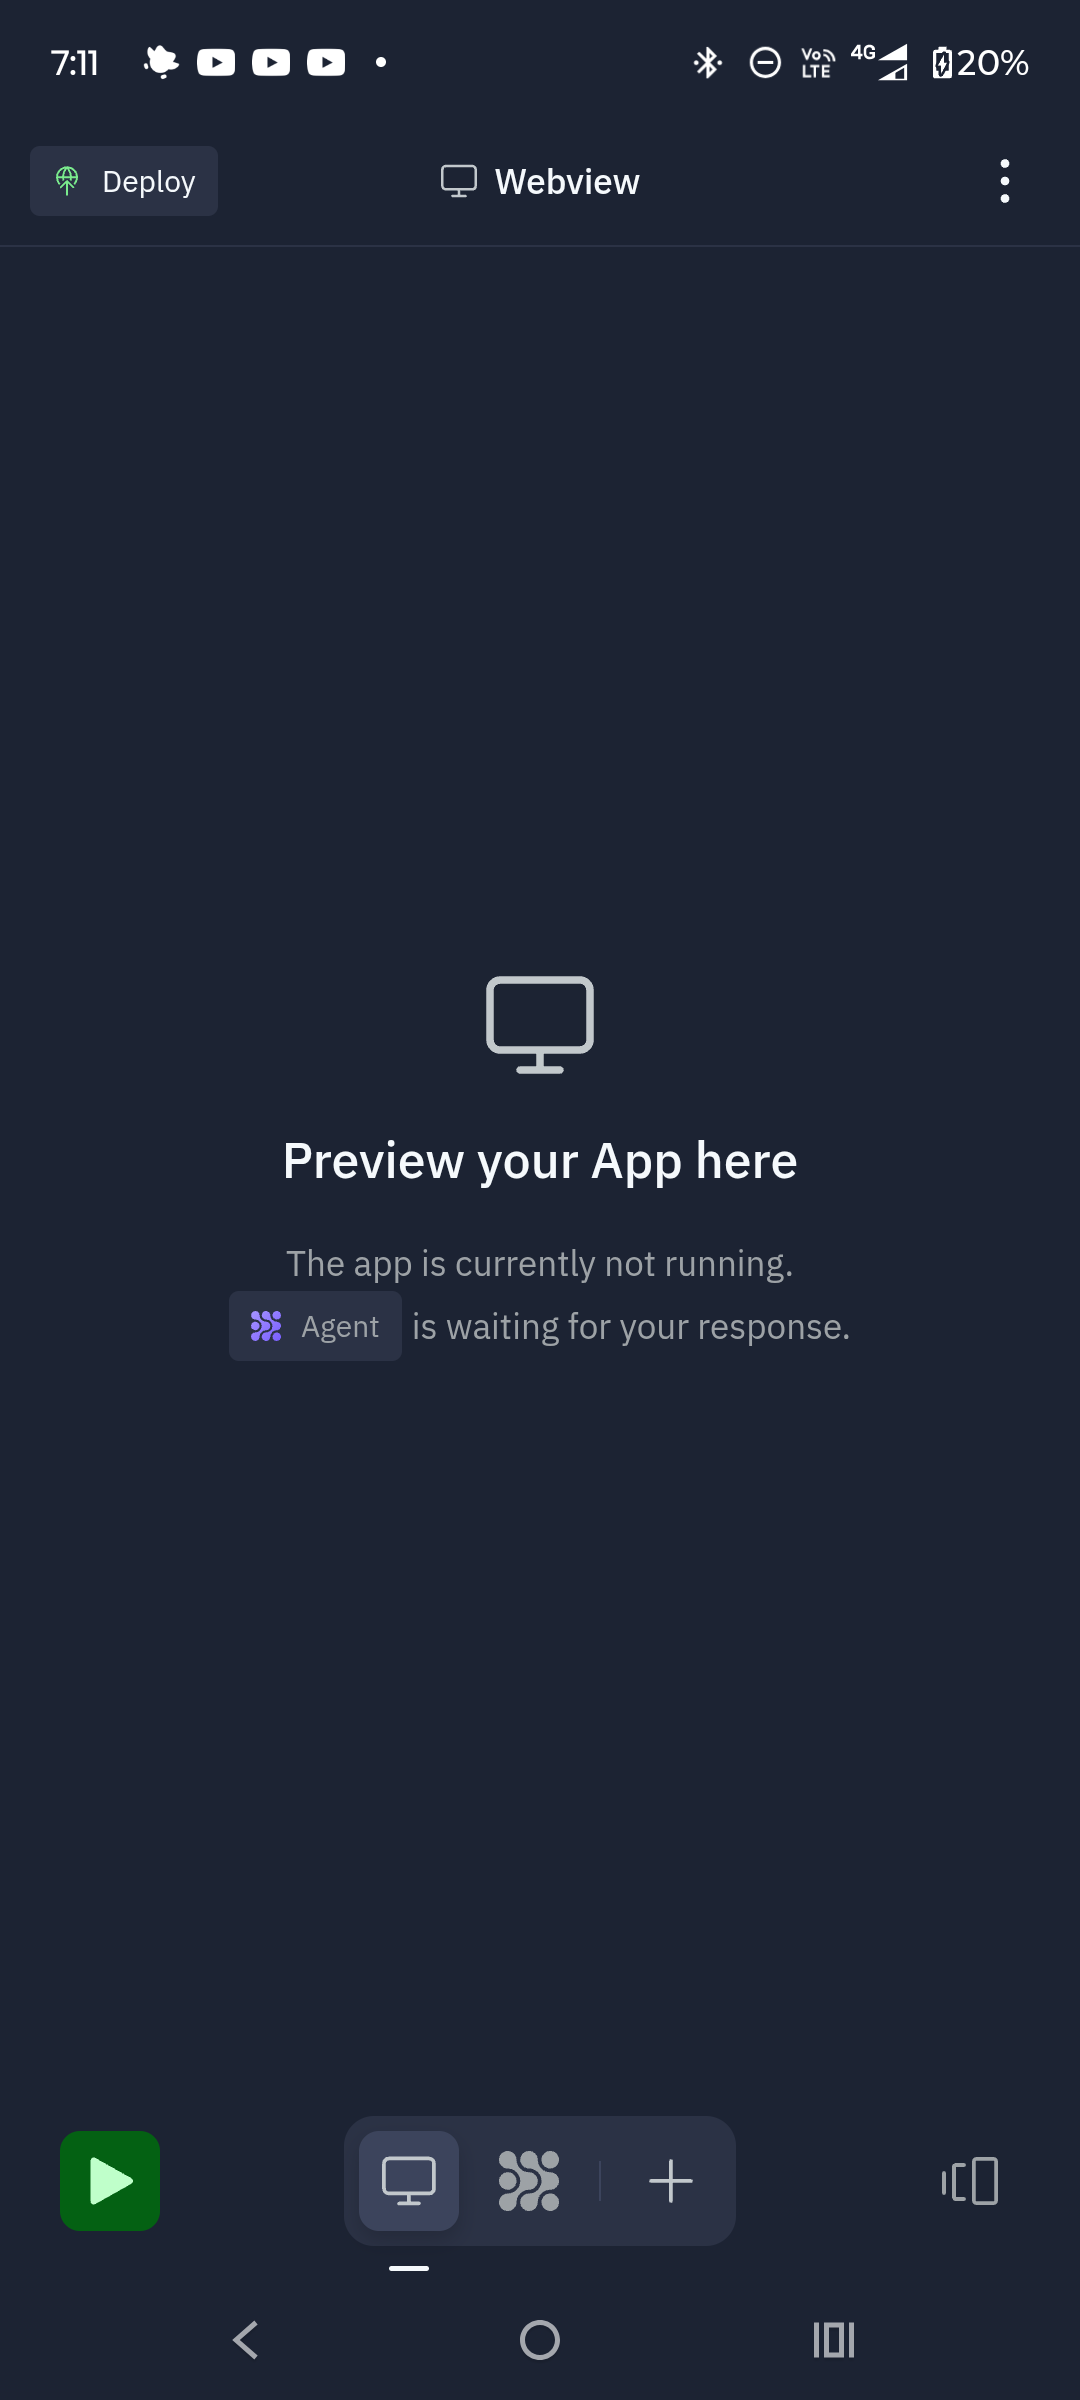 7:11 4G 20%
Vo LTE
Deploy
Webview
Preview your App here
The app is currently not running.
Agent is waiting for your response.